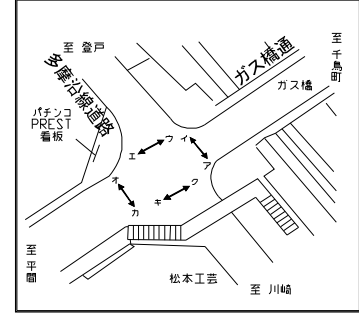 至 登戸
多摩沿線道路
ガス橋通
至 千鳥町
ガス橋
パチンコ
PREST
看板
ウ
イ
エ
ア
オ
ク
カ
キ
至 平間
松本工芸
至 川崎